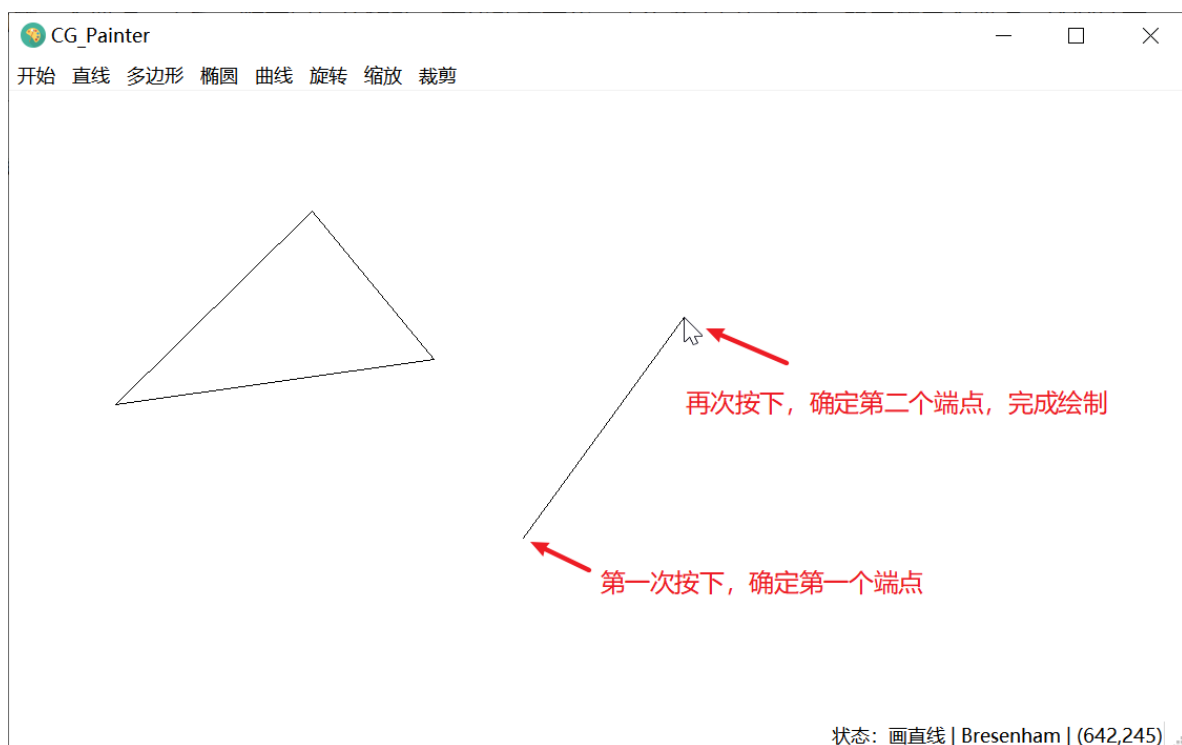 CG_Painter
开始 直线 多边形 椭圆 曲线 旋转 缩放 裁剪
再次按下，确定第二个端点，完成绘制
第一次按下，确定第一个端点
状态：画直线 | Bresenham | (642,245)